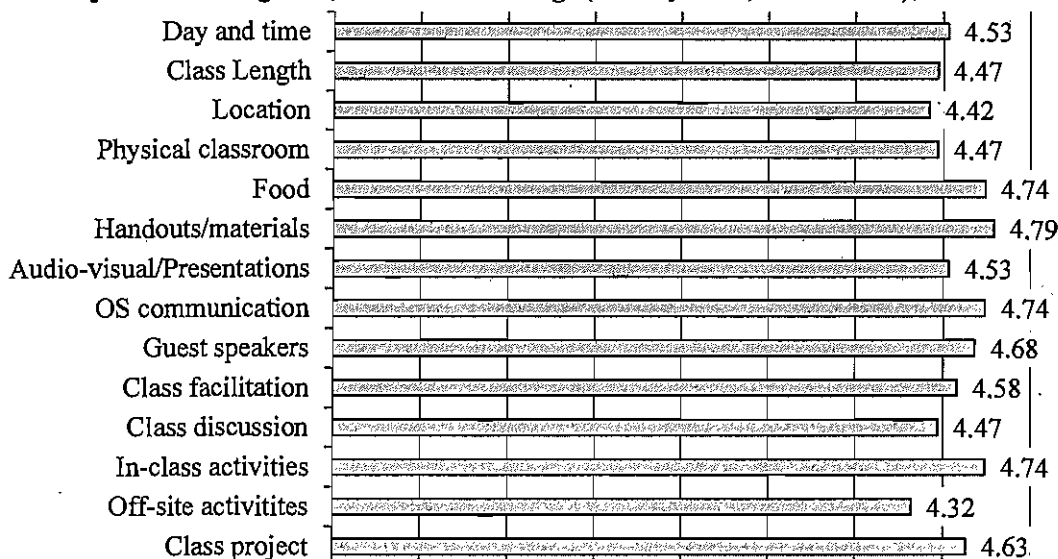 Day and time 4.53
Class Length 4.47
Location 4.42
Physical classroom 4.47
Food 4.74
Handouts/materials 4.79
Audio-visual/Presentations 4.53
OS communication 4.74
Guest speakers 4.68
Class facilitation 4.58
Class discussion 4.47
In-class activities 4.74
Off-site activitites 4.32
Class project 4.63